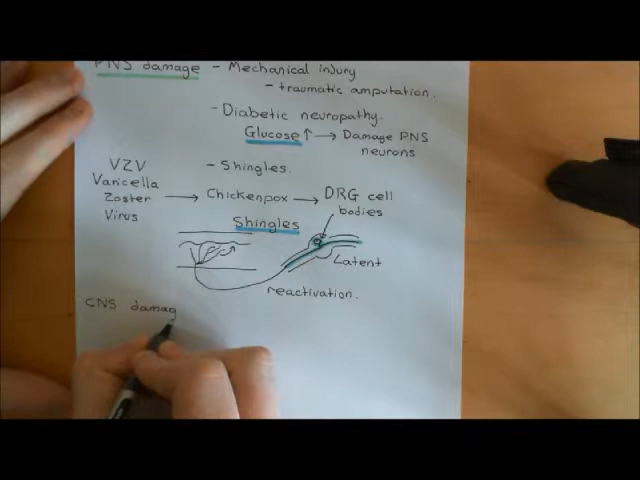 PNS damage - Mechanical injury
- traumatic amputation.
- Diabetic neuropathy.
Glucose ↑ → Damage PNS
neurons
- Shingles.
VZV
Varicella
Zoster
Virus
→ Chickenpox → DRG cell
bodies
Shingles
Latent
reactivation.
CNS damag